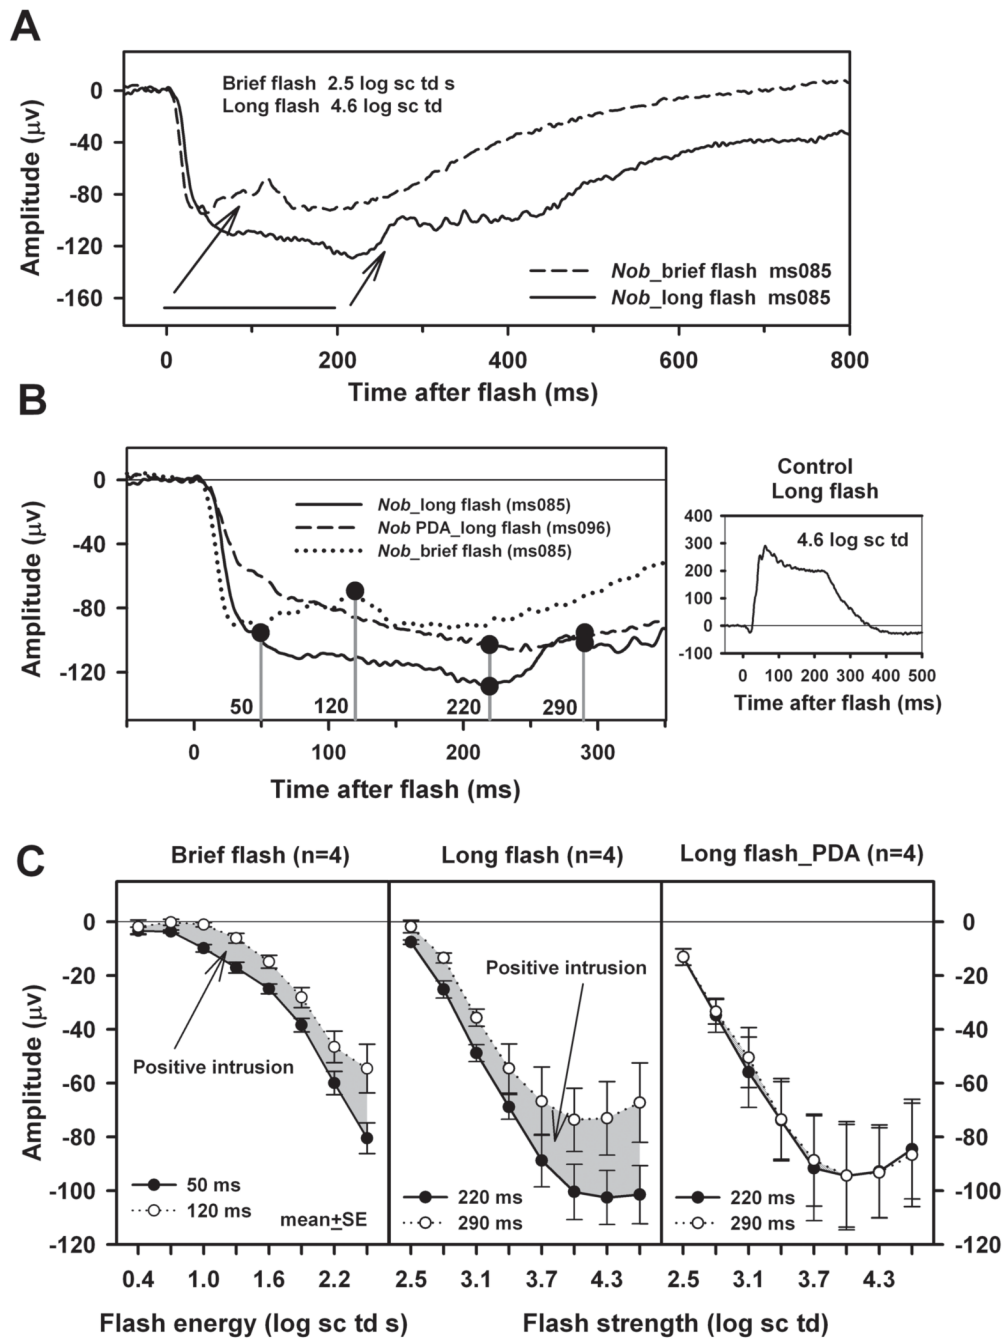 A
Brief flash 2.5 log sc td s
Long flash 4.6 log sc td
Amplitude (μv)
0
-40
-80
-120
-160
Nob_brief flash ms085
Nob_long flash ms085
0 200 400 600 800
Time after flash (ms)
B
Amplitude (μv)
0
-40
-80
-120
Nob_long flash (ms085)
Nob PDA_long flash (ms096)
Nob_brief flash (ms085)
50 120 220 290
0 100 200 300
Time after flash (ms)
Control
Long flash
4.6 log sc td
400
300
200
100
0
-100
0 100 200 300 400 500
Time after flash (ms)
C
Brief flash (n=4) Long flash (n=4) Long flash_PDA (n=4)
Amplitude (μv)
0
-20
-40
-60
-80
-100
-120
Positive intrusion
50 ms
120 ms
mean±SE
Positive intrusion
220 ms
290 ms
220 ms
290 ms
0
-20
-40
-60
-80
-100
-120
0.4 1.0 1.6 2.2 2.5 3.1 3.7 4.3 2.5 3.1 3.7 4.3
Flash energy (log sc td s) Flash strength (log sc td)